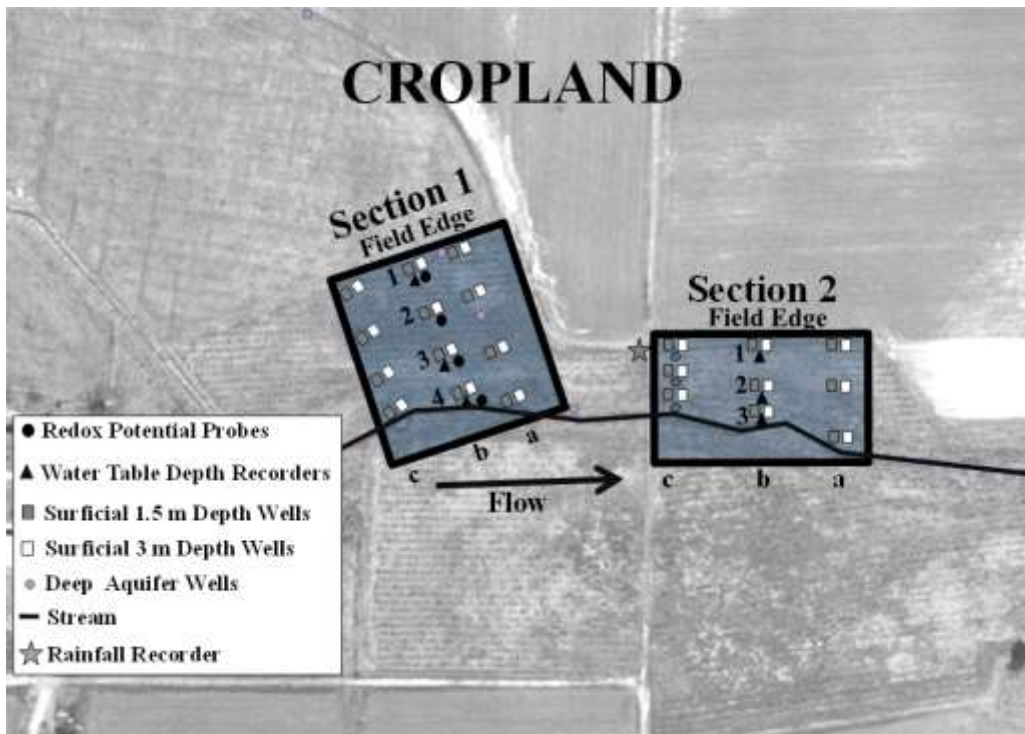 CROPLAND
Section 1
Field Edge
1
2
3
4
c
b
a
Section 2
Field Edge
1
2
3
c
b
a
Flow
Redox Potential Probes
Water Table Depth Recorders
Surficial 1.5 m Depth Wells
Surficial 3 m Depth Wells
Deep Aquifer Wells
Stream
Rainfall Recorder